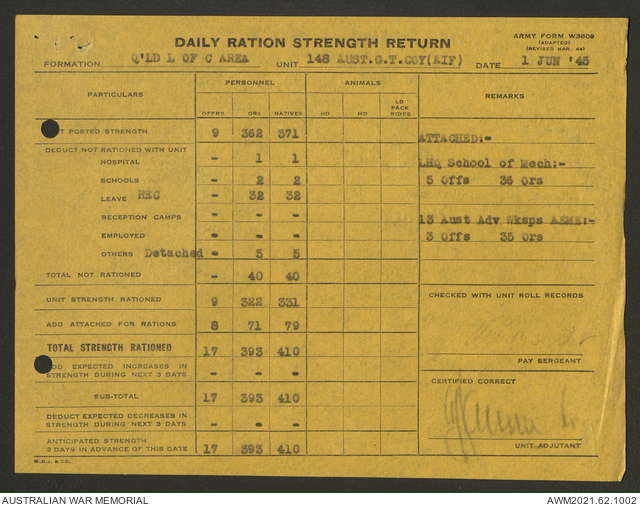 ARMY FORM W3609
(ADAPTED)
(REVISED MAR. 44)
DAILY RATION STRENGTH RETURN
FORMATION Q'LD L OF C AREA UNIT 148 AUST.G.T.COY(AIF) DATE 1 JUN '45
PARTICULARS PERSONNEL ANIMALS REMARKS
OFFRS ORS NATIVES HD MD LD PACK RIDES
POSTED STRENGTH 9 362 371
ATTACHED:-
DEDUCT NOT RATIONED WITH UNIT
HOSPITAL - 1 1
LHQ School of Mech:-
SCHOOLS - 2 2
5 Offs 36 Ors
LEAVE REC - 32 32
RECEPTION CAMPS - - -
13 Aust Adv Wksps AEME:-
EMPLOYED - - -
3 Offs 35 Ors
OTHERS Detached - 5 5
TOTAL NOT RATIONED - 40 40
UNIT STRENGTH RATIONED 9 322 331
CHECKED WITH UNIT ROLL RECORDS
ADD ATTACHED FOR RATIONS 8 71 79
TOTAL STRENGTH RATIONED 17 393 410
PAY SERGEANT
EXPECTED INCREASES IN
STRENGTH DURING NEXT 3 DAYS - - -
CERTIFIED CORRECT
SUB-TOTAL 17 393 410
DEDUCT EXPECTED DECREASES IN
STRENGTH DURING NEXT 3 DAYS - - -
ANTICIPATED STRENGTH
3 DAYS IN ADVANCE OF THIS DATE 17 393 410
UNIT ADJUTANT
W.D.J. & CO.
AUSTRALIAN WAR MEMORIAL AWM2021.62.1002